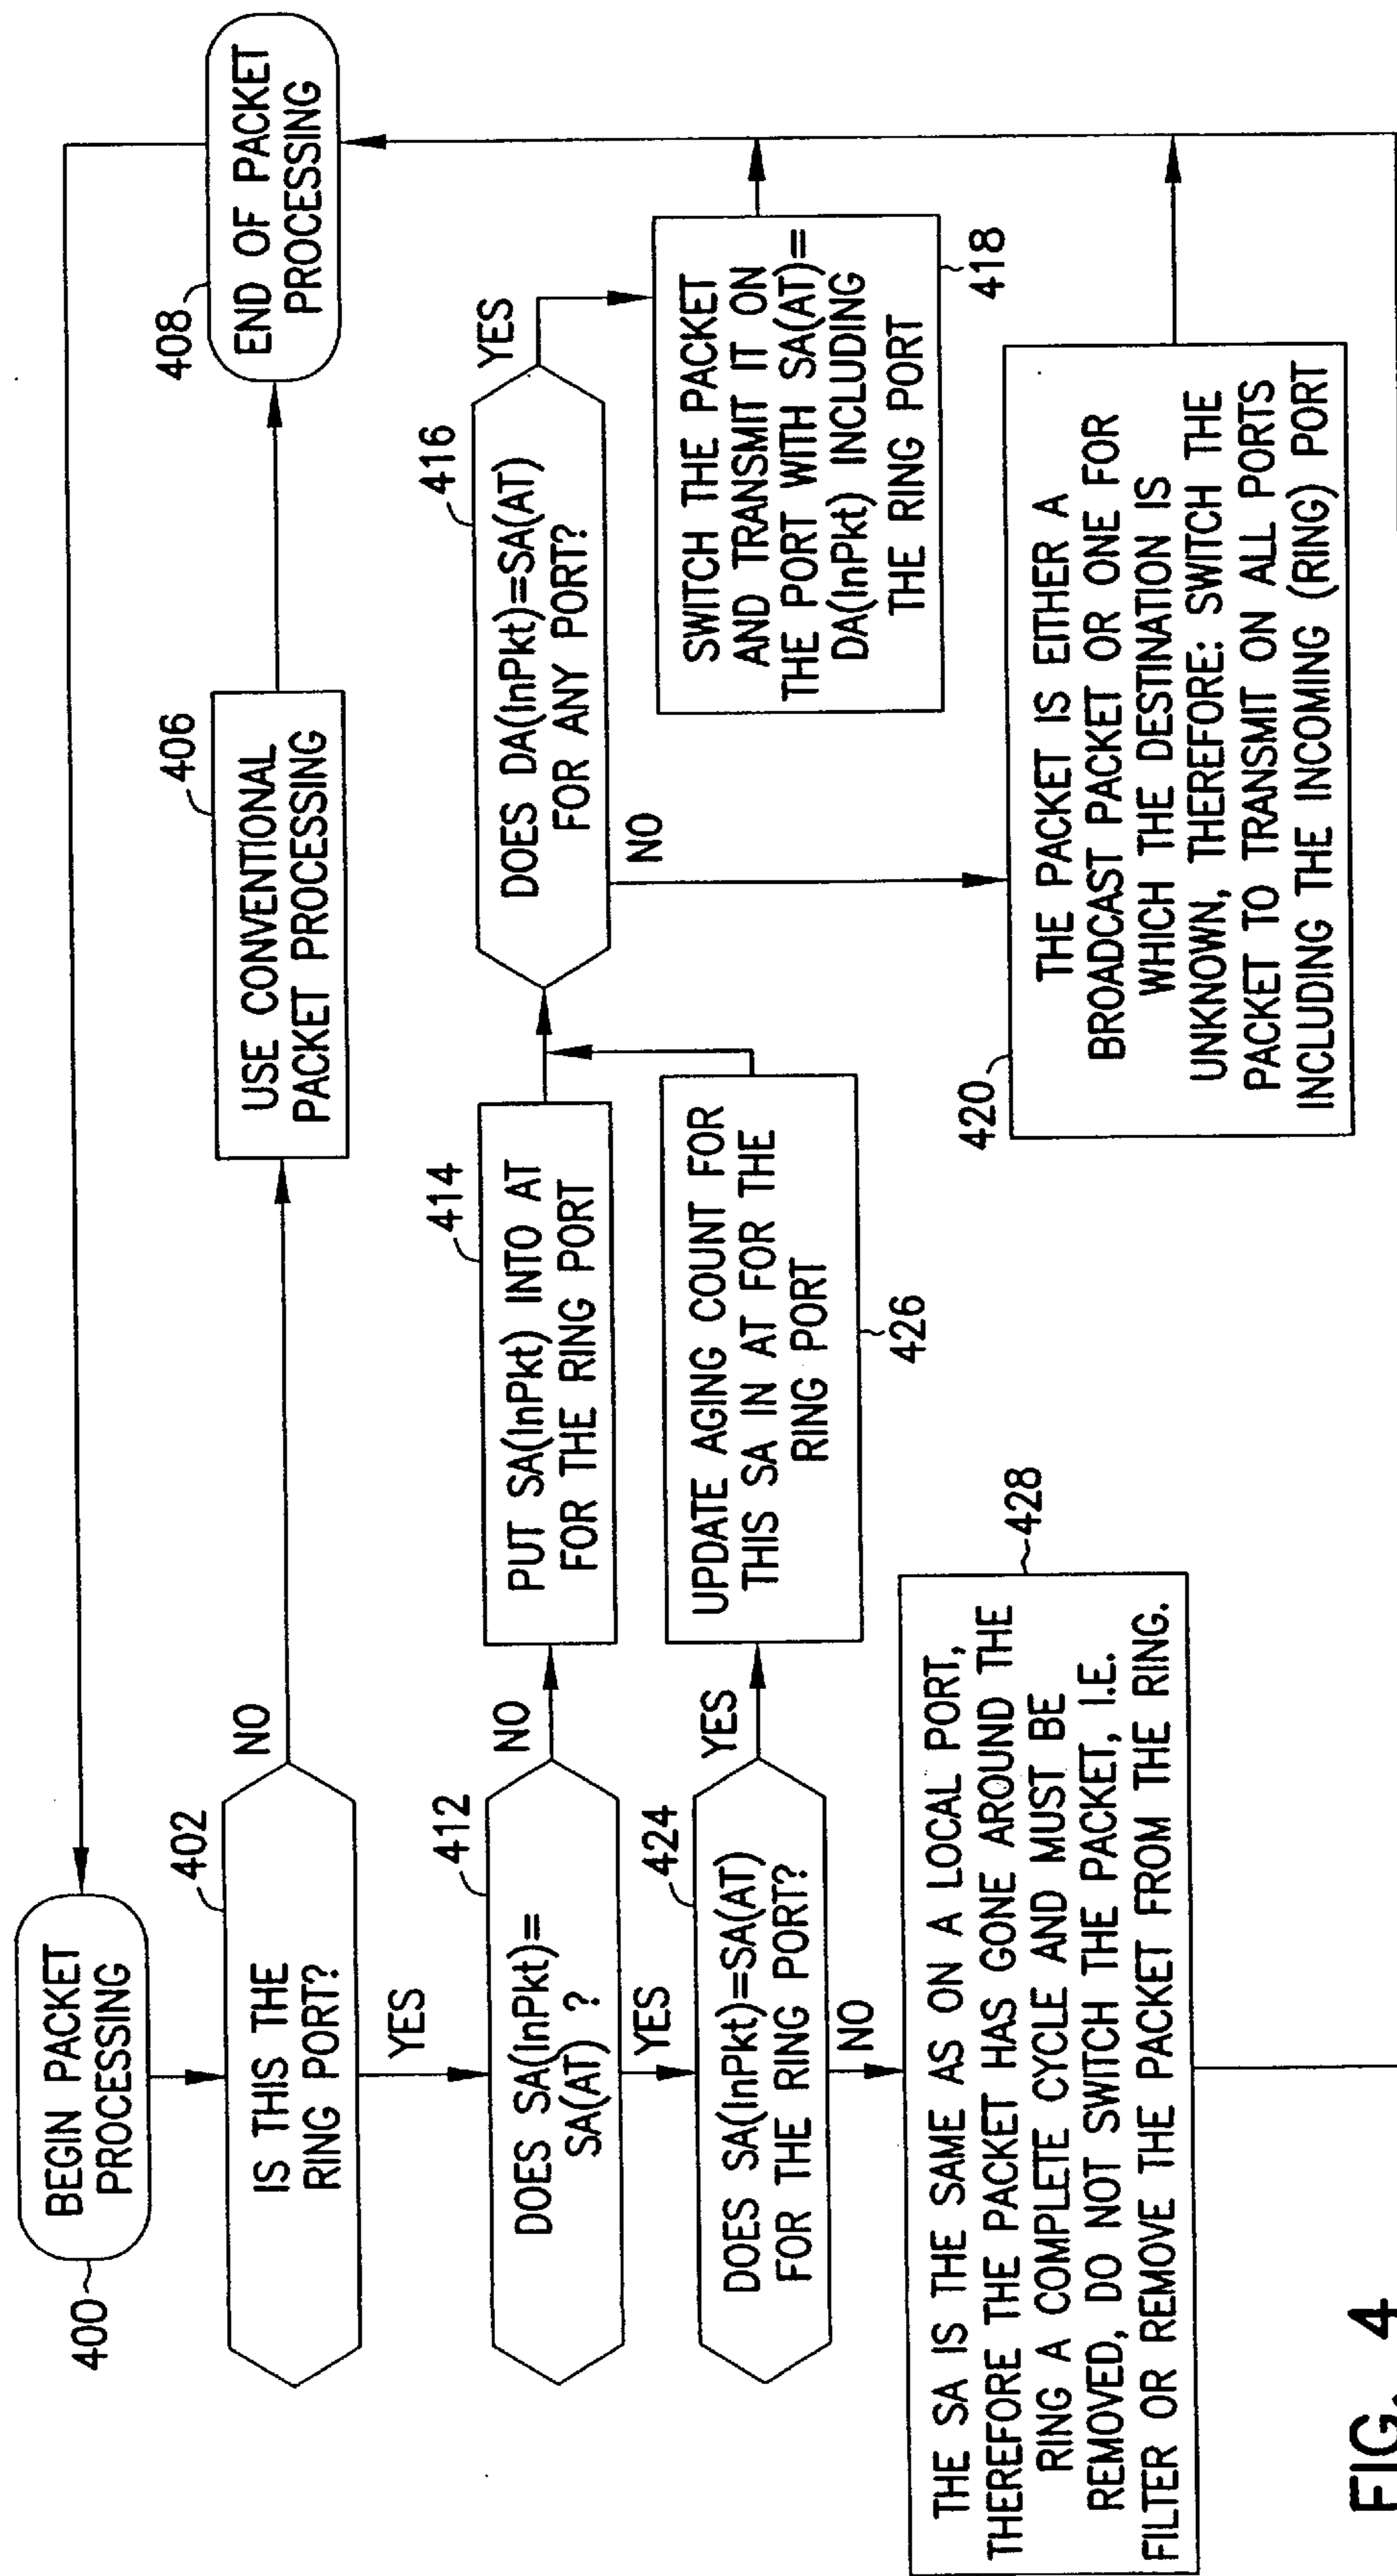 400
BEGIN PACKET
PROCESSING
402
IS THIS THE
RING PORT?
NO
YES
406
USE CONVENTIONAL
PACKET PROCESSING
408
END OF PACKET
PROCESSING
412
DOES SA(InPkt)=
SA(AT) ?
NO
YES
414
PUT SA(InPkt) INTO AT
FOR THE RING PORT
416
DOES DA(InPkt)=SA(AT)
FOR ANY PORT?
YES
NO
SWITCH THE PACKET
AND TRANSMIT IT ON
THE PORT WITH SA(AT)=
DA(InPkt) INCLUDING
THE RING PORT
418
424
DOES SA(InPkt)=SA(AT)
FOR THE RING PORT?
YES
NO
UPDATE AGING COUNT FOR
THIS SA IN AT FOR THE
RING PORT
426
420
THE PACKET IS EITHER A
BROADCAST PACKET OR ONE FOR
WHICH THE DESTINATION IS
UNKNOWN, THEREFORE: SWITCH THE
PACKET TO TRANSMIT ON ALL PORTS
INCLUDING THE INCOMING (RING) PORT
428
THE SA IS THE SAME AS ON A LOCAL PORT,
THEREFORE THE PACKET HAS GONE AROUND THE
RING A COMPLETE CYCLE AND MUST BE
REMOVED, DO NOT SWITCH THE PACKET, I.E.
FILTER OR REMOVE THE PACKET FROM THE RING.
FIG. 4